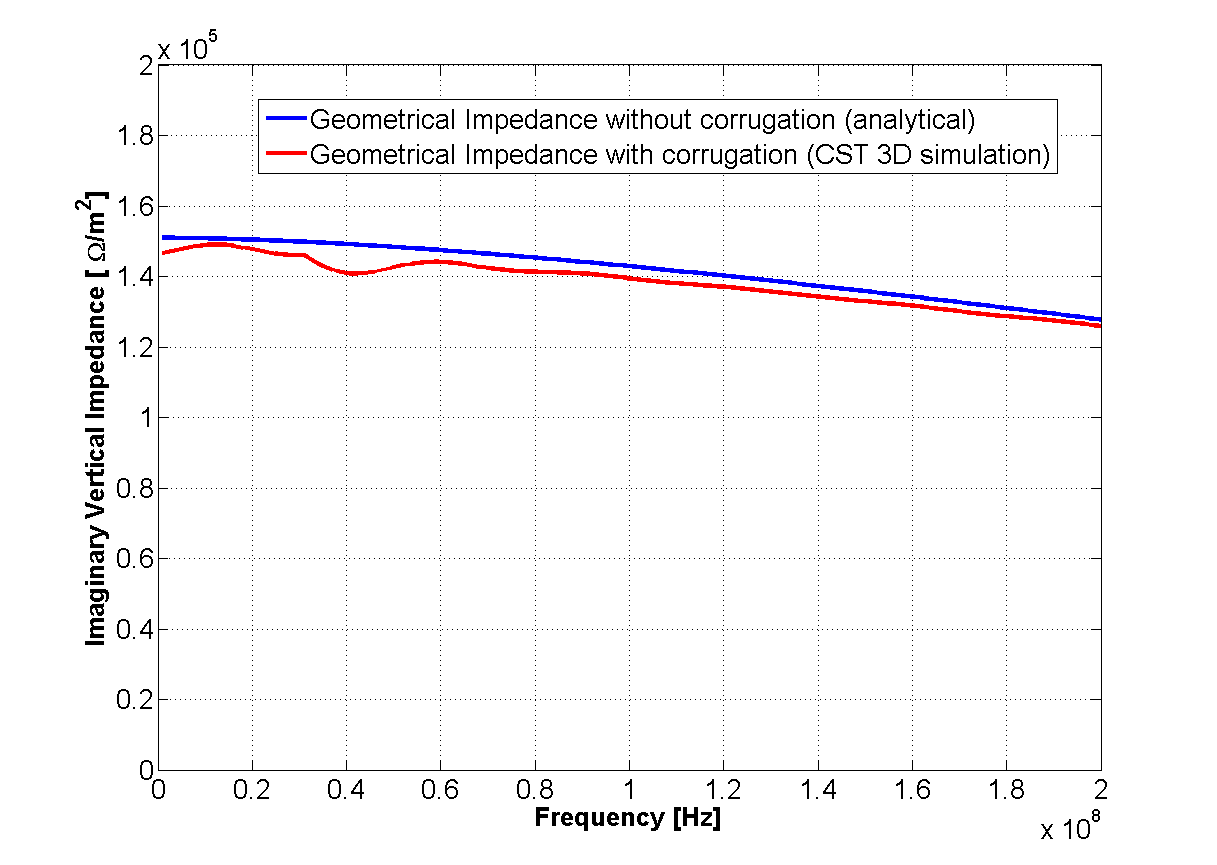 x 10^5
2
1.8
1.6
1.4
1.2
1
0.8
0.6
0.4
0.2
0
Imaginary Vertical Impedance [ Ω/m^2]
Geometrical Impedance without corrugation (analytical)
Geometrical Impedance with corrugation (CST 3D simulation)
0 0.2 0.4 0.6 0.8 1 1.2 1.4 1.6 1.8 2
Frequency [Hz]
x 10^8